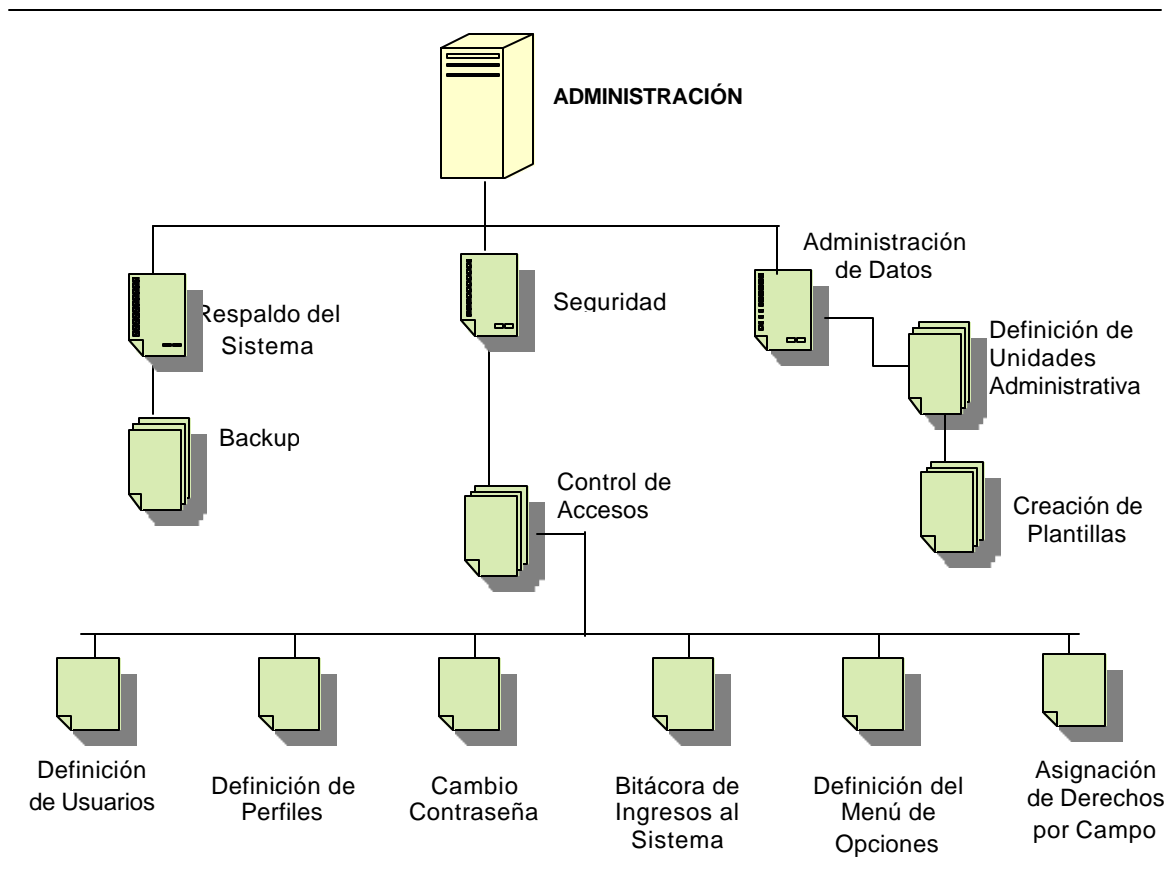 ADMINISTRACIÓN
Administración
de Datos
Respaldo del
Sistema
Seguridad
Definición de
Unidades
Administrativa
Backup
Control de
Accesos
Creación de
Plantillas
Definición
de Usuarios
Definición de
Perfiles
Cambio
Contraseña
Bitácora de
Ingresos al
Sistema
Definición del
Menú de
Opciones
Asignación
de Derechos
por Campo